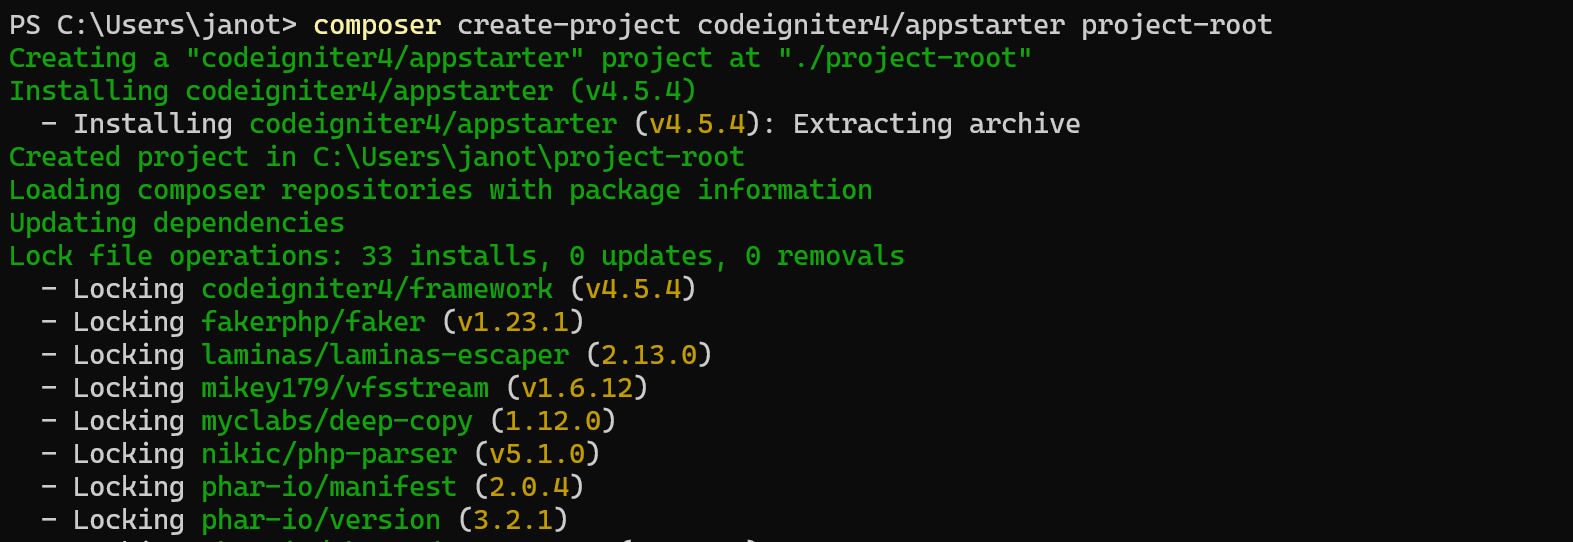 PS C:\Users\janot> composer create-project codeigniter4/appstarter project-root
Creating a "codeigniter4/appstarter" project at "./project-root"
Installing codeigniter4/appstarter (v4.5.4)
  - Installing codeigniter4/appstarter (v4.5.4): Extracting archive
Created project in C:\Users\janot\project-root
Loading composer repositories with package information
Updating dependencies
Lock file operations: 33 installs, 0 updates, 0 removals
  - Locking codeigniter4/framework (v4.5.4)
  - Locking fakerphp/faker (v1.23.1)
  - Locking laminas/laminas-escaper (2.13.0)
  - Locking mikey179/vfsstream (v1.6.12)
  - Locking myclabs/deep-copy (1.12.0)
  - Locking nikic/php-parser (v5.1.0)
  - Locking phar-io/manifest (2.0.4)
  - Locking phar-io/version (3.2.1)